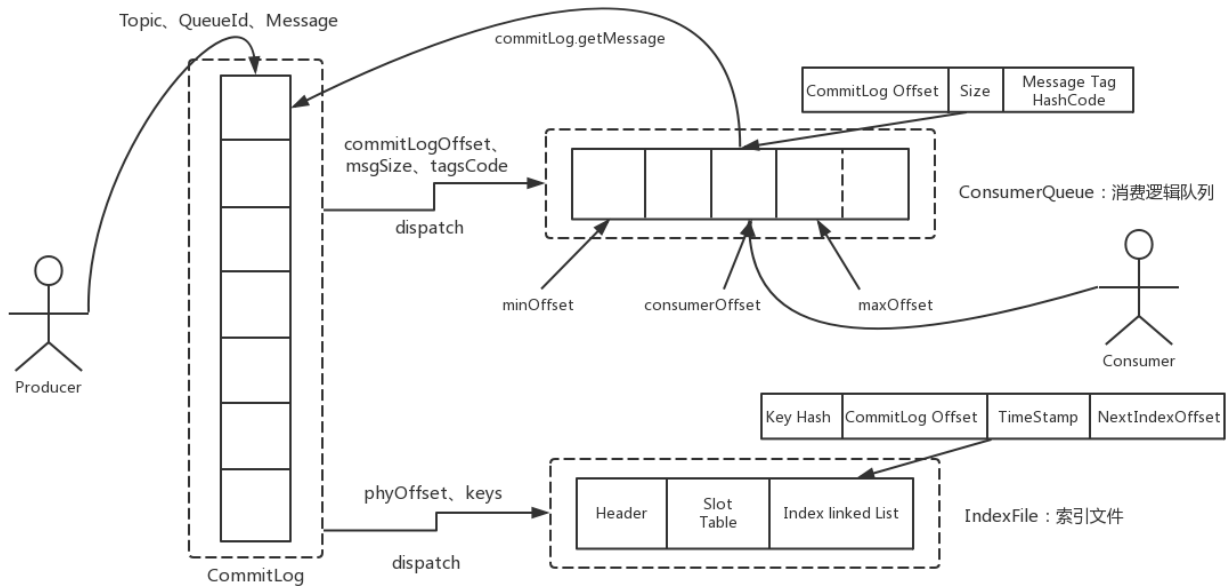 Topic、QueueId、Message
commitLog.getMessage
CommitLog Offset
Size
Message Tag
HashCode
commitLogOffset、
msgSize、tagsCode
dispatch
ConsumerQueue：消费逻辑队列
minOffset
consumerOffset
maxOffset
Producer
Consumer
Key Hash
CommitLog Offset
TimeStamp
NextIndexOffset
phyOffset、keys
dispatch
Header
Slot
Table
Index linked List
IndexFile：索引文件
CommitLog